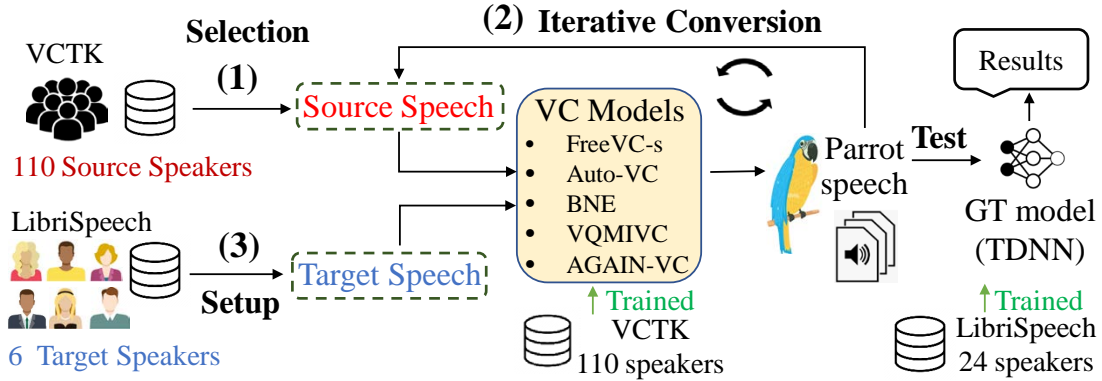 VCTK
110 Source Speakers
Selection
(1)
Source Speech
(2) Iterative Conversion
LibriSpeech
6 Target Speakers
(3)
Setup
Target Speech
VC Models
• FreeVC-s
• Auto-VC
• BNE
• VQMIVC
• AGAIN-VC
Trained
VCTK
110 speakers
Parrot
speech
Test
Results
GT model
(TDNN)
Trained
LibriSpeech
24 speakers